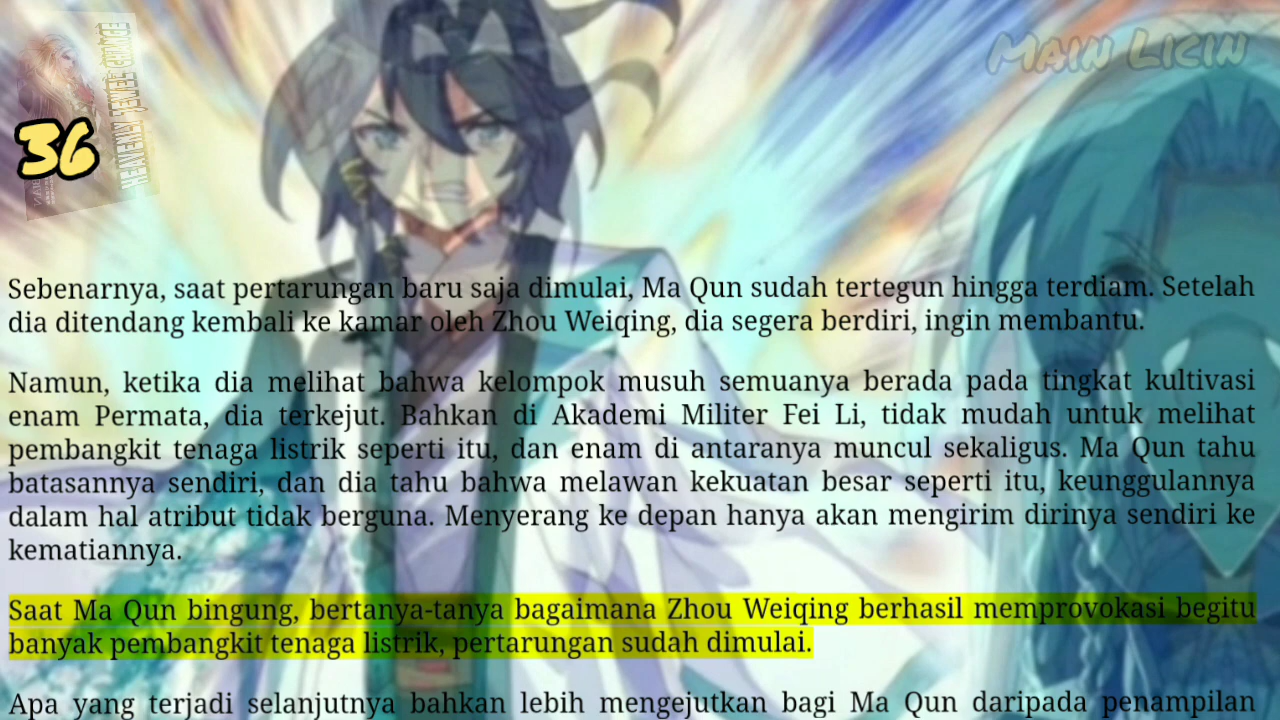 Main Licin
HEAVENLY JEWEL CHANGE
36
Sebenarnya, saat pertarungan baru saja dimulai, Ma Qun sudah tertegun hingga terdiam. Setelah
dia ditendang kembali ke kamar oleh Zhou Weiqing, dia segera berdiri, ingin membantu.
Namun, ketika dia melihat bahwa kelompok musuh semuanya berada pada tingkat kultivasi
enam Permata, dia terkejut. Bahkan di Akademi Militer Fei Li, tidak mudah untuk melihat
pembangkit tenaga listrik seperti itu, dan enam di antaranya muncul sekaligus. Ma Qun tahu
batasannya sendiri, dan dia tahu bahwa melawan kekuatan besar seperti itu, keunggulannya
dalam hal atribut tidak berguna. Menyerang ke depan hanya akan mengirim dirinya sendiri ke
kematiannya.
Saat Ma Qun bingung, bertanya-tanya bagaimana Zhou Weiqing berhasil memprovokasi begitu
banyak pembangkit tenaga listrik, pertarungan sudah dimulai.
Apa yang terjadi selanjutnya bahkan lebih mengejutkan bagi Ma Qun daripada penampilan